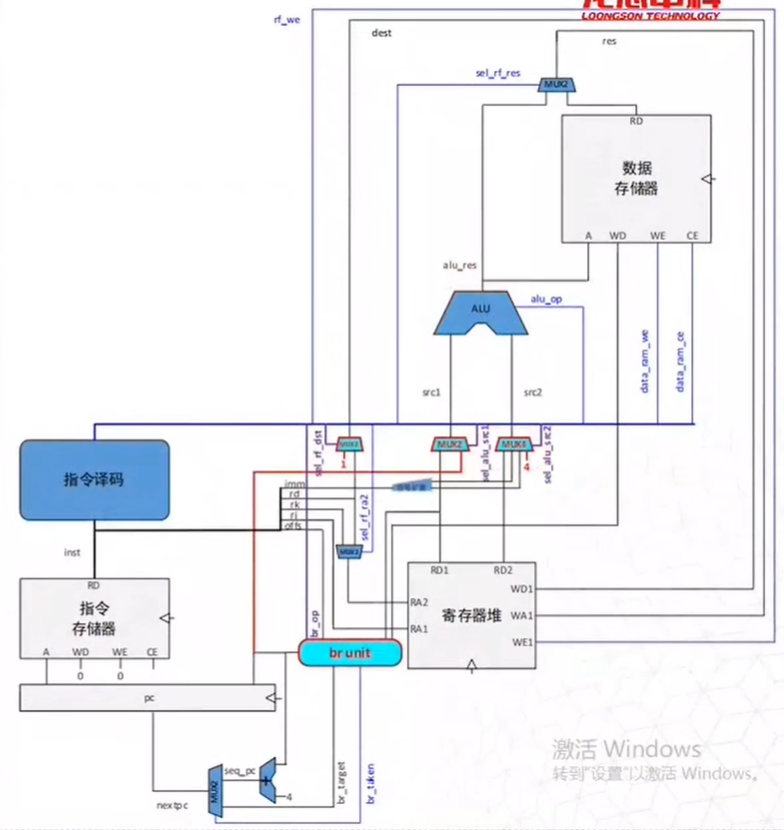 LOONGSON TECHNOLOGY
rf_we
dest
res
sel_rf_res
MUX2
RD
数据
存储器
A WD WE CE
alu_res
alu_op
ALU
data_ram_we
data_ram_ce
src1
src2
sel_rf_dst
MUX2
1
MUX2
sel_alu_src1
MUX4
4
sel_alu_src2
指令译码
imm
rd
rk
rj
offs
sel_rf_ra2
MUX2
inst
RD
指令
存储器
A WD WE CE
0 0
RD1 RD2
WD1
RA2
WA1
寄存器堆
RA1
WE1
br_op
br unit
pc
seq_pc
+
4
MUX2
nextpc
br_target
br_taken
激活 Windows
转到"设置"以激活 Windows。